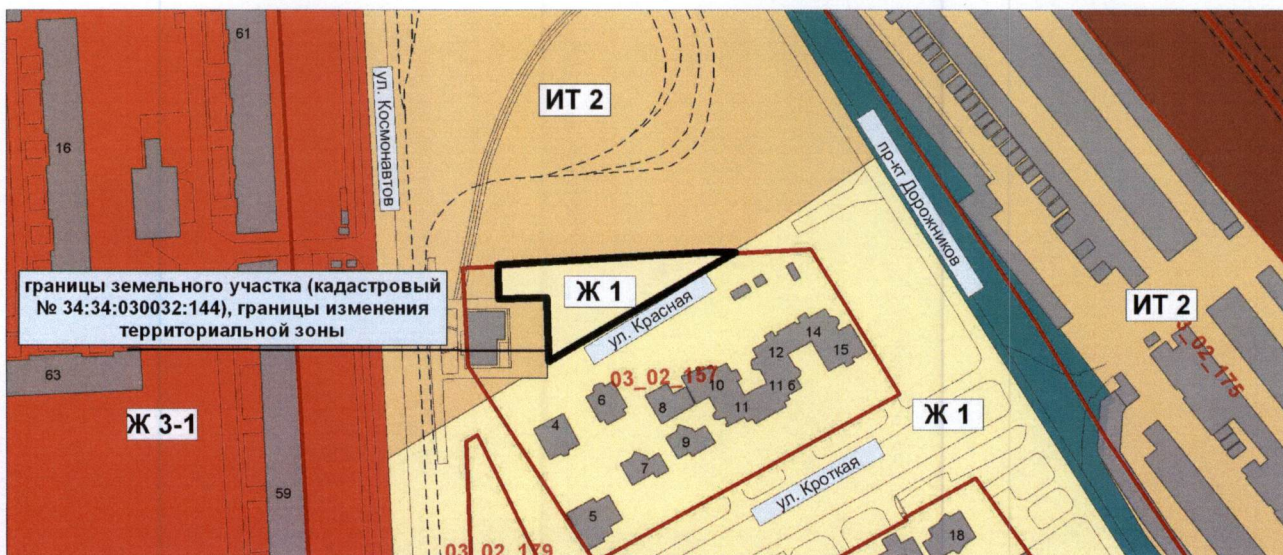 61
ИТ 2
ул. Космонавтов
16
пр-кт Дорожников
границы земельного участка (кадастровый
№ 34:34:030032:144), границы изменения
территориальной зоны
Ж 1
ул. Красная
ИТ 2
14
12
15
03_02_157
10
11 б
63
6
8
11
Ж 3-1
4
9
Ж 1
7
ул. Кроткая
59
5
18
03_02_179